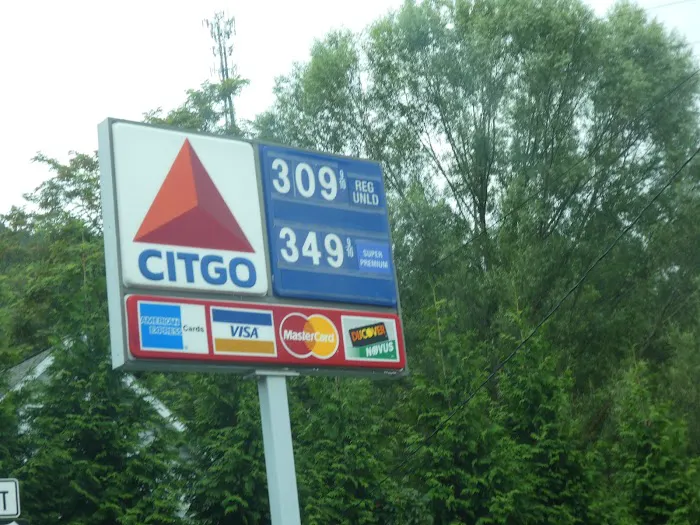 CITGO
309 9/10 REG
UNLD
349 9/10 SUPER
PREMIUM
AMERICAN
EXPRESS Cards
VISA
MasterCard
DISCOVER
NOVUS
T